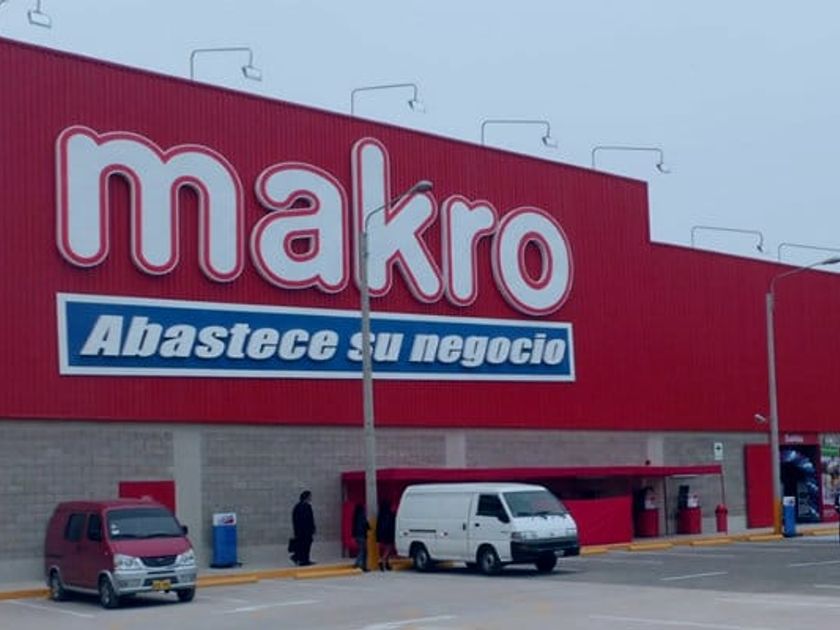 makro
Abastece su negocio